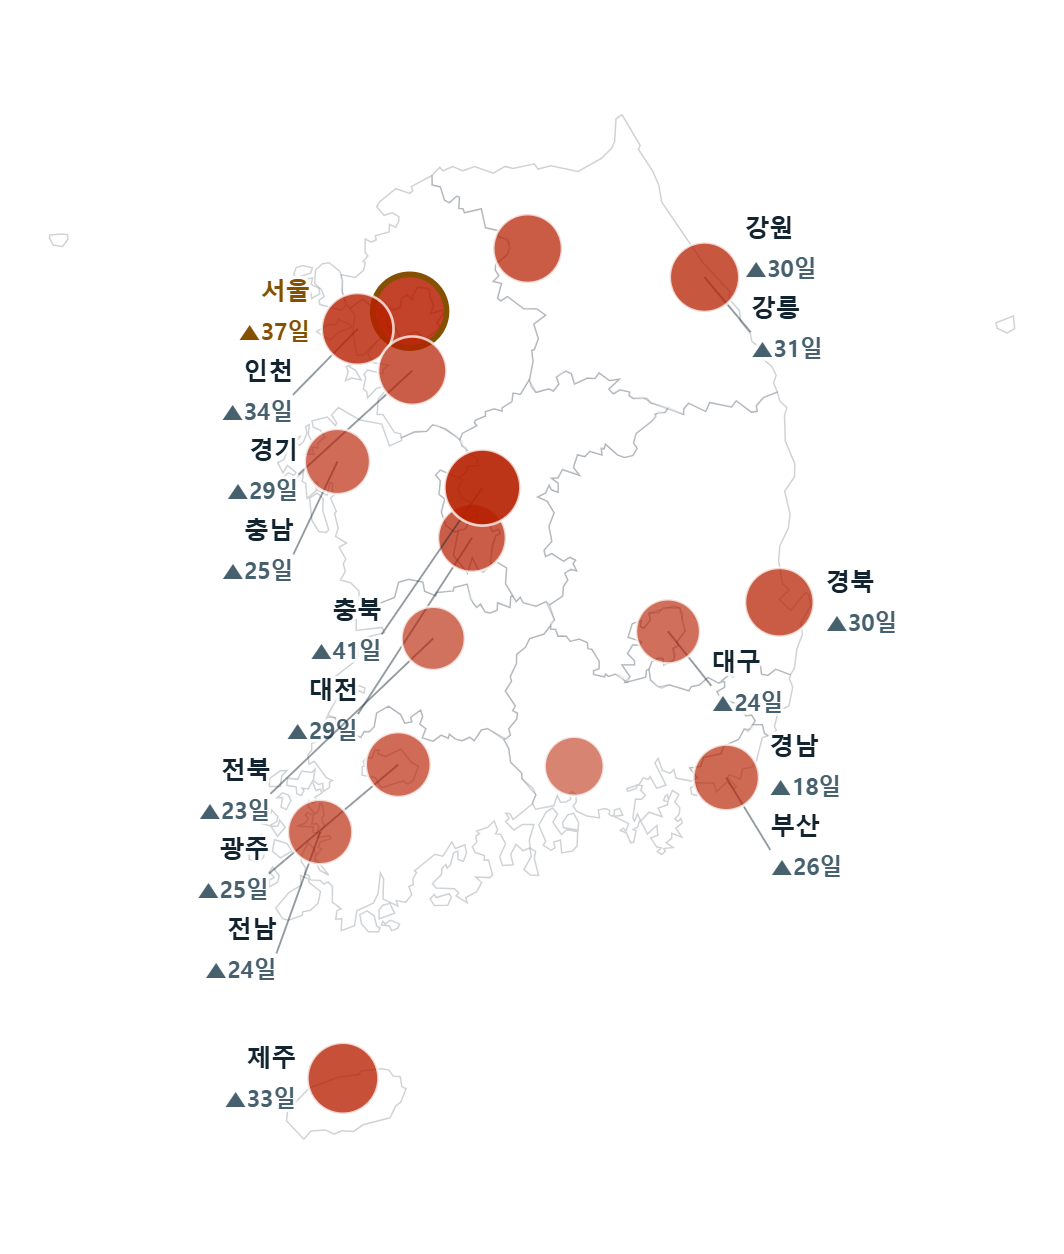 강원
▲30일
강릉
▲31일
서울
▲37일
인천
▲34일
경기
▲29일
충남
▲25일
충북
▲41일
대전
▲29일
전북
▲23일
광주
▲25일
전남
▲24일
경북
▲30일
대구
▲24일
경남
▲18일
부산
▲26일
제주
▲33일